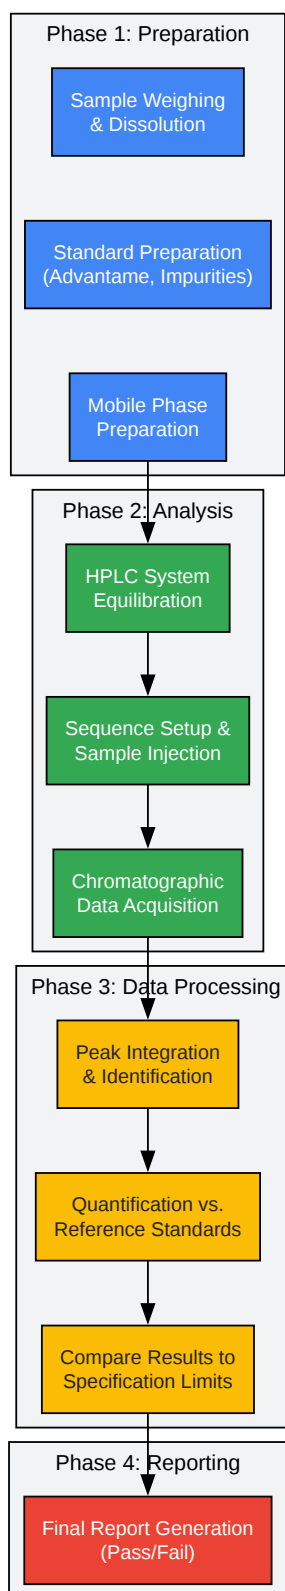 Phase 1: Preparation
Sample Weighing
& Dissolution
Standard Preparation
(Advantame, Impurities)
Mobile Phase
Preparation
Phase 2: Analysis
HPLC System
Equilibration
Sequence Setup &
Sample Injection
Chromatographic
Data Acquisition
Phase 3: Data Processing
Peak Integration
& Identification
Quantification vs.
Reference Standards
Compare Results to
Specification Limits
Phase 4: Reporting
Final Report Generation
(Pass/Fail)